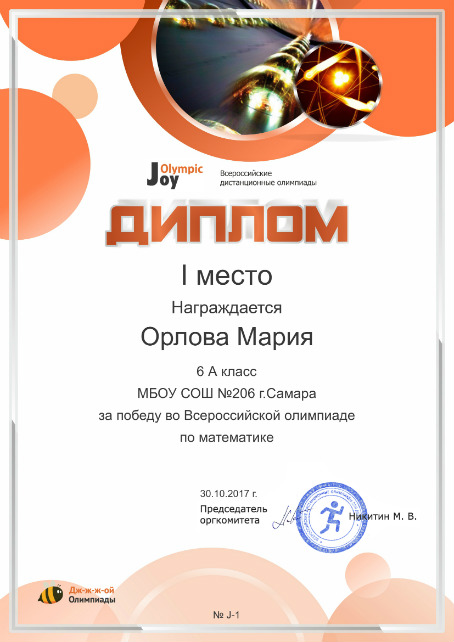 Olympic
Joy
Всероссийские
дистанционные олимпиады
ДИПЛОМ
I место
Награждается
Орлова Мария
6 А класс
МБОУ СОШ №206 г.Самара
за победу во Всероссийской олимпиаде
по математике
30.10.2017 г.
Председатель
оргкомитета
Никитин М. В.
Дж-ж-ж-ой
Олимпиады
№ J-1